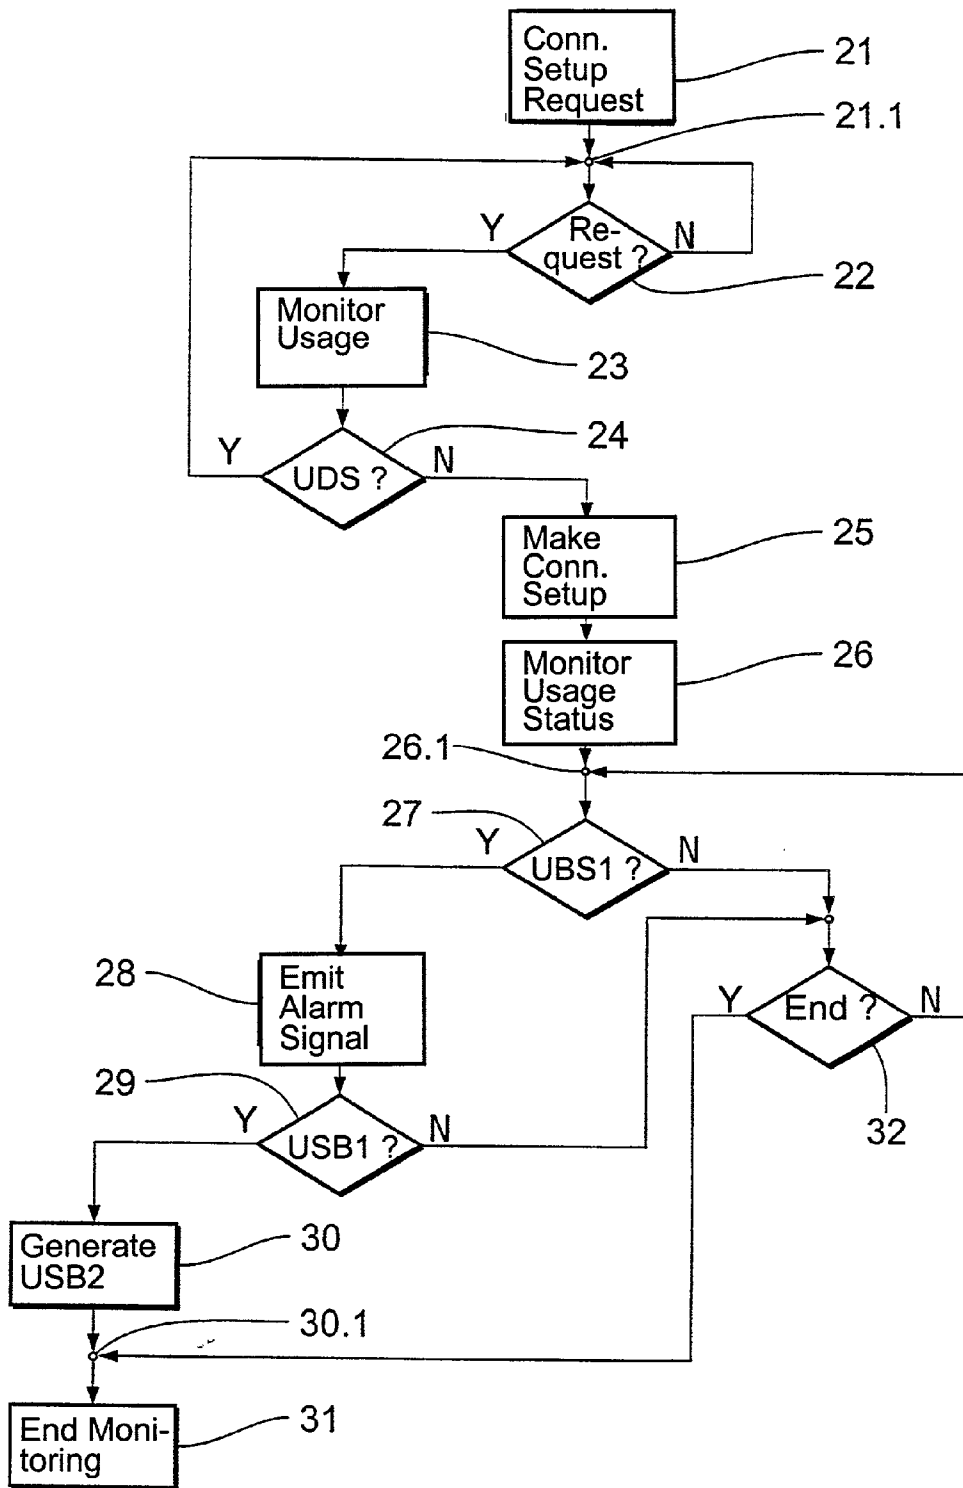 Conn.
Setup
Request
21
21.1
Y
Re-
quest ?
N
22
Monitor
Usage
23
24
Y
UDS ?
N
Make
Conn.
Setup
25
Monitor
Usage
Status
26
26.1
27
Y
UBS1 ?
N
28
Emit
Alarm
Signal
Y
End ?
N
32
29
Y
USB1 ?
N
Generate
USB2
30
30.1
End Moni-
toring
31